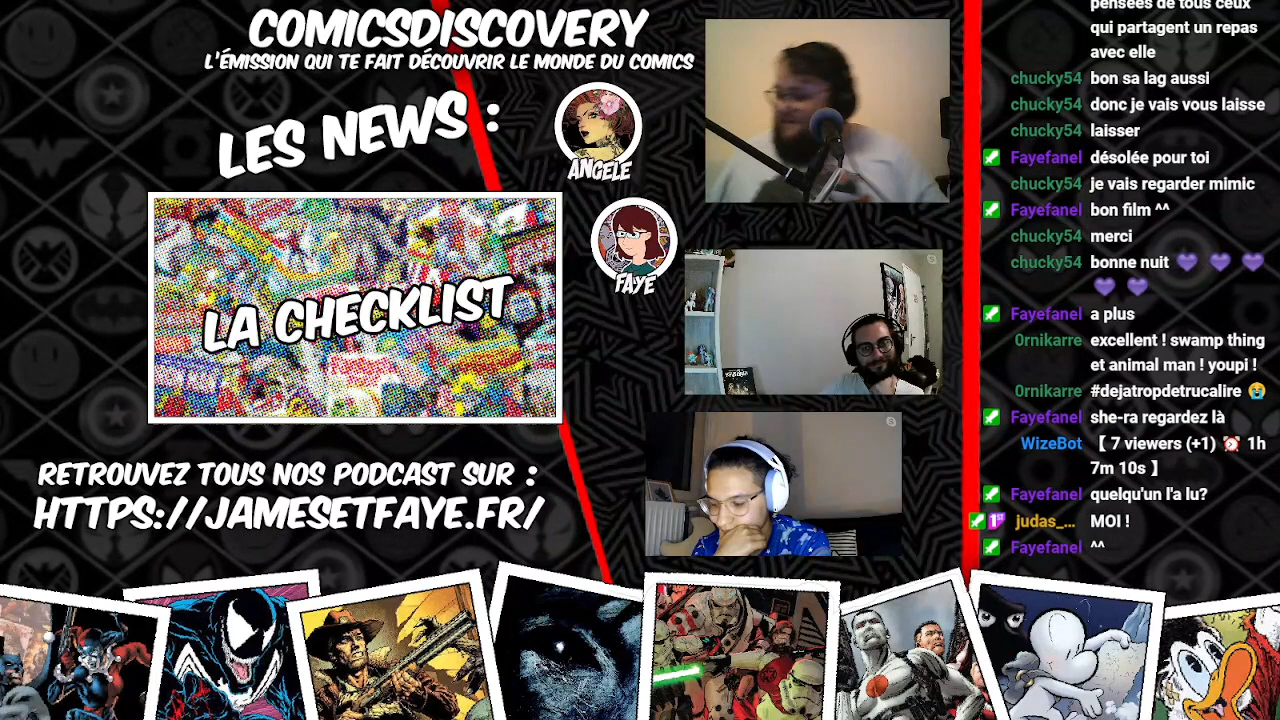 COMICSDISCOVERY
L'ÉMISSION QUI TE FAIT DÉCOUVRIR LE MONDE DU COMICS
LES NEWS :
ANGELE
FAYE
LA CHECKLIST
RETROUVEZ TOUS NOS PODCAST SUR :
HTTPS://JAMESETFAYE.FR/
pensées de tous ceux
qui partagent un repas
avec elle
chucky54 bon sa lag aussi
chucky54 donc je vais vous laisse
chucky54 laisser
Fayefanel désolée pour toi
chucky54 je vais regarder mimic
Fayefanel bon film ^^
chucky54 merci
chucky54 bonne nuit 💜 💜 💜
💜 💜
Fayefanel a plus
0rnikarre excellent ! swamp thing
et animal man ! youpi !
0rnikarre #dejatropdetrucalire 😭
Fayefanel she-ra regardez là
WizeBot 【 7 viewers (+1) ⏰ 1h
7m 10s 】
Fayefanel quelqu'un l'a lu?
1ST judas_... MOI !
Fayefanel ^^